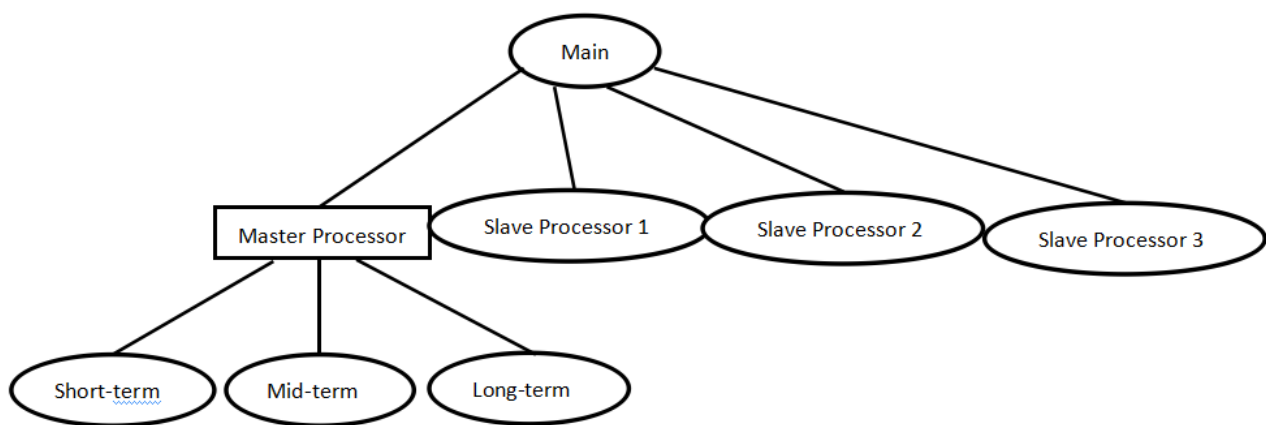 Main
Master Processor
Slave Processor 1
Slave Processor 2
Slave Processor 3
Short-term
Mid-term
Long-term